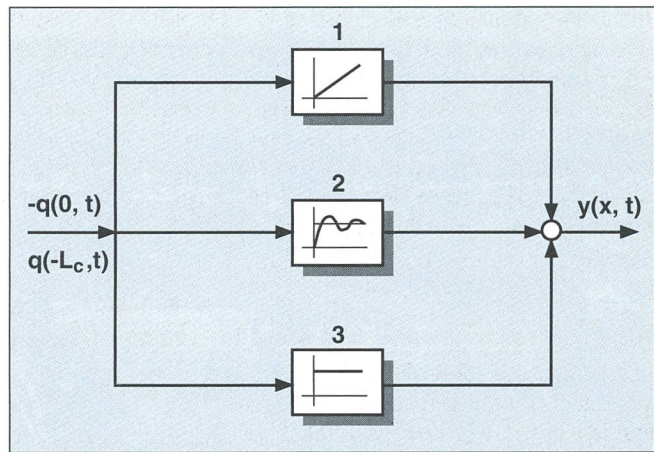 1
2
-q(0, t)
y(x, t)
q(-Lc,t)
3